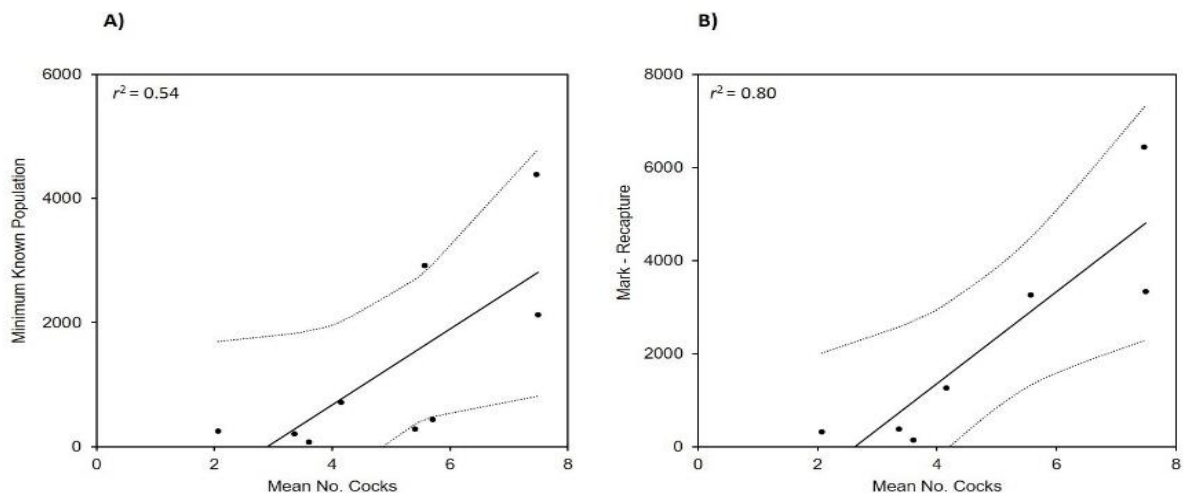 A)
r² = 0.54
6000
4000
2000
0
Minimum Known Population
0 2 4 6 8
Mean No. Cocks
B)
r² = 0.80
8000
6000
4000
2000
0
Mark - Recapture
0 2 4 6 8
Mean No. Cocks